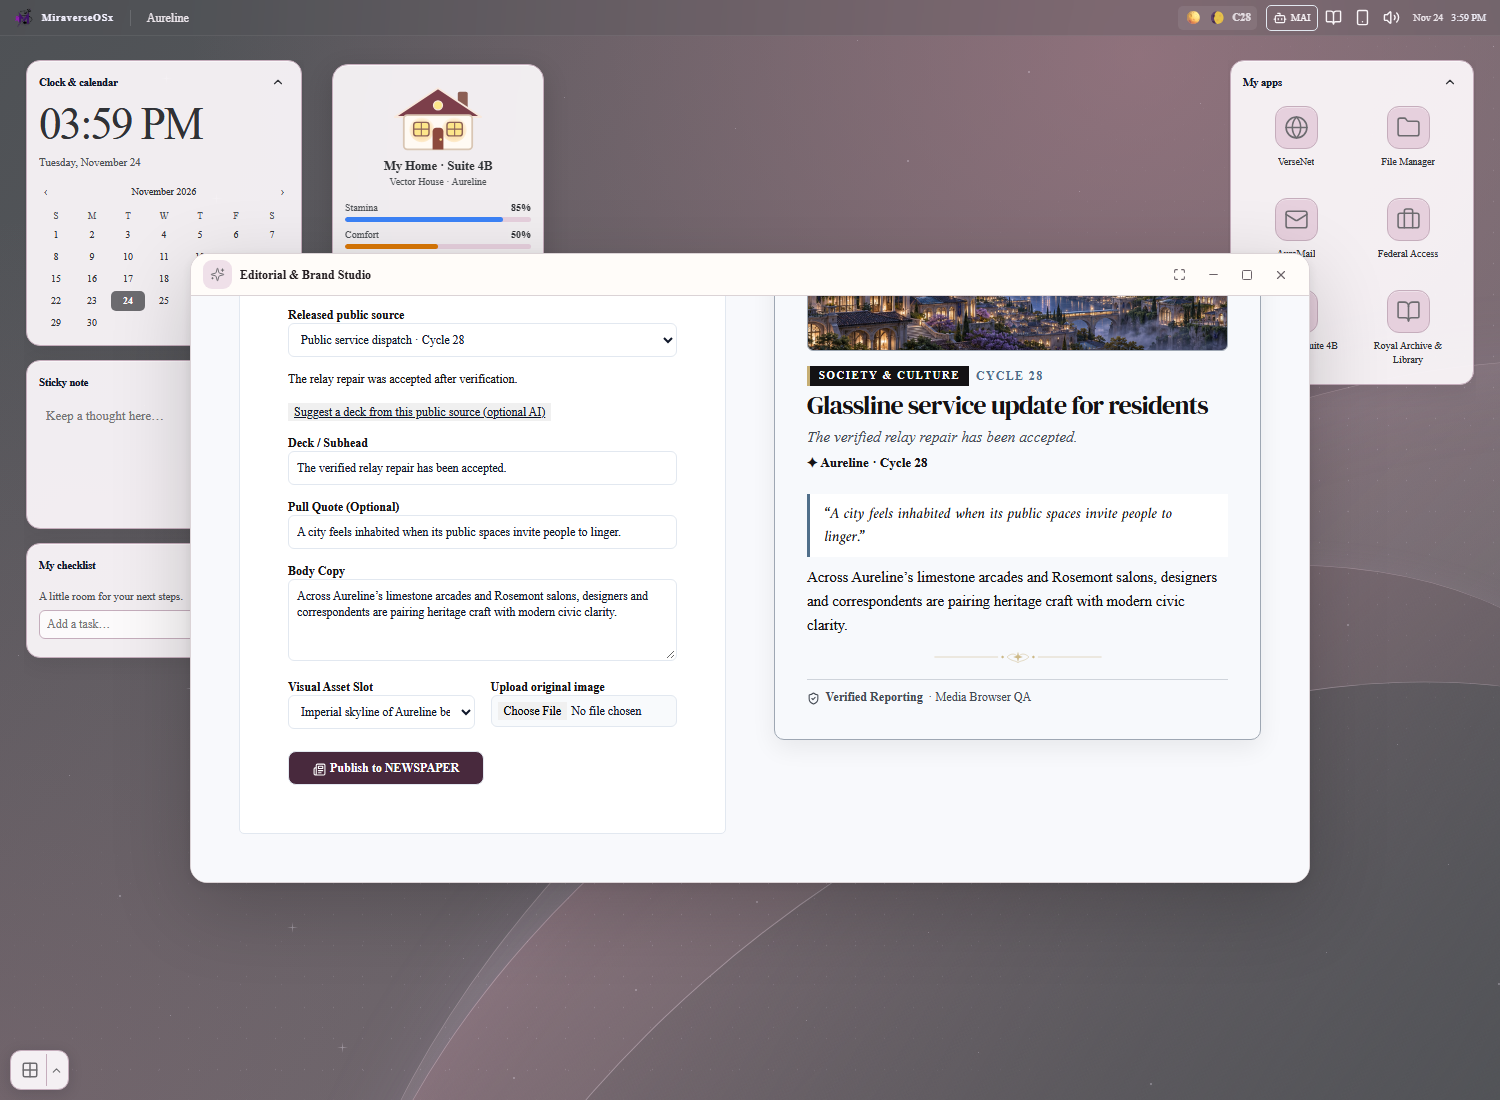 MiraverseOSx
Aureline
C28
MAI
Nov 24 3:59 PM
Clock & calendar
03:59 PM
Tuesday, November 24
‹ November 2026 ›
S M T W T F S
1 2 3 4 5 6 7
8 9 10 11
15 16 17 18
22 23 24 25
29 30
Sticky note
Keep a thought here…
My checklist
A little room for your next steps.
Add a task…
My Home · Suite 4B
Vector House · Aureline
Stamina 85%
Comfort 50%
My apps
VerseNet
File Manager
Federal Access
uite 4B
Royal Archive &
Library
Editorial & Brand Studio
Released public source
Public service dispatch · Cycle 28
The relay repair was accepted after verification.
Suggest a deck from this public source (optional AI)
Deck / Subhead
The verified relay repair has been accepted.
Pull Quote (Optional)
A city feels inhabited when its public spaces invite people to linger.
Body Copy
Across Aureline’s limestone arcades and Rosemont salons, designers and
correspondents are pairing heritage craft with modern civic clarity.
Visual Asset Slot
Imperial skyline of Aureline be
Upload original image
Choose File No file chosen
Publish to NEWSPAPER
SOCIETY & CULTURE CYCLE 28
Glassline service update for residents
The verified relay repair has been accepted.
✦ Aureline · Cycle 28
“A city feels inhabited when its public spaces invite people to
linger.”
Across Aureline’s limestone arcades and Rosemont salons, designers
and correspondents are pairing heritage craft with modern civic
clarity.
Verified Reporting · Media Browser QA